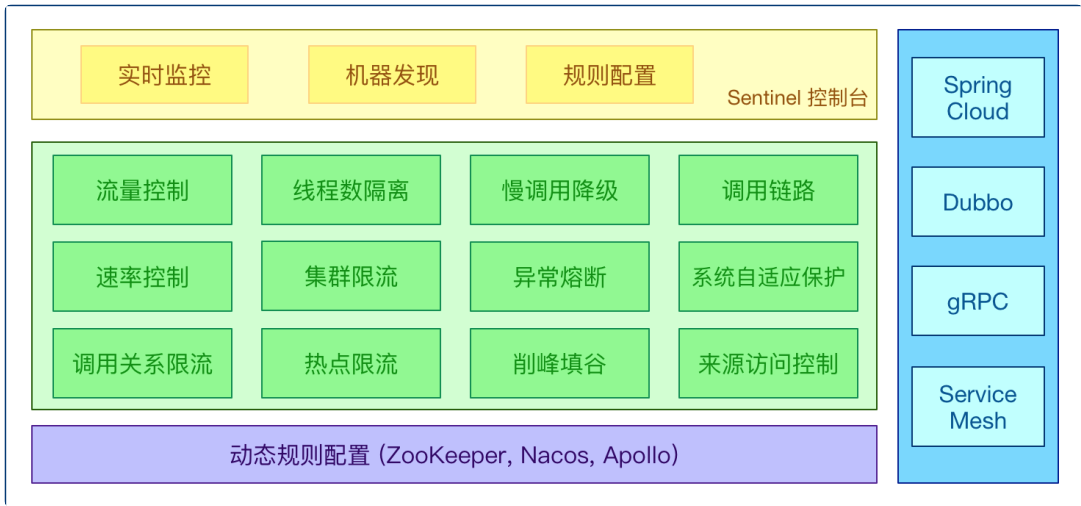 实时监控
机器发现
规则配置
Sentinel 控制台
流量控制
线程数隔离
慢调用降级
调用链路
速率控制
集群限流
异常熔断
系统自适应保护
调用关系限流
热点限流
削峰填谷
来源访问控制
动态规则配置 (ZooKeeper, Nacos, Apollo)
Spring
Cloud
Dubbo
gRPC
Service
Mesh